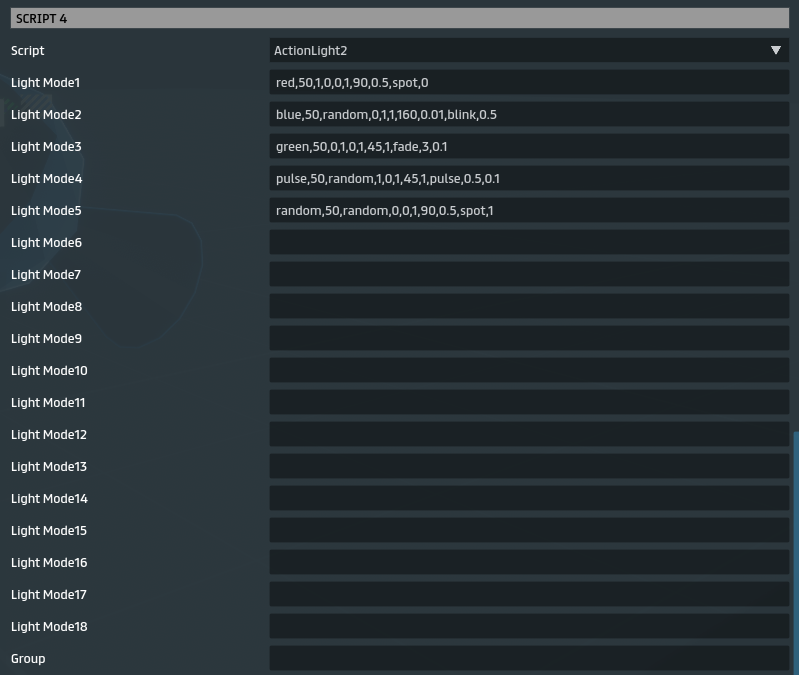 SCRIPT 4
Script ActionLight2
Light Mode1 red,50,1,0,0,1,90,0.5,spot,0
Light Mode2 blue,50,random,0,1,1,160,0.01,blink,0.5
Light Mode3 green,50,0,1,0,1,45,1,fade,3,0.1
Light Mode4 pulse,50,random,1,0,1,45,1,pulse,0.5,0.1
Light Mode5 random,50,random,0,0,1,90,0.5,spot,1
Light Mode6
Light Mode7
Light Mode8
Light Mode9
Light Mode10
Light Mode11
Light Mode12
Light Mode13
Light Mode14
Light Mode15
Light Mode16
Light Mode17
Light Mode18
Group